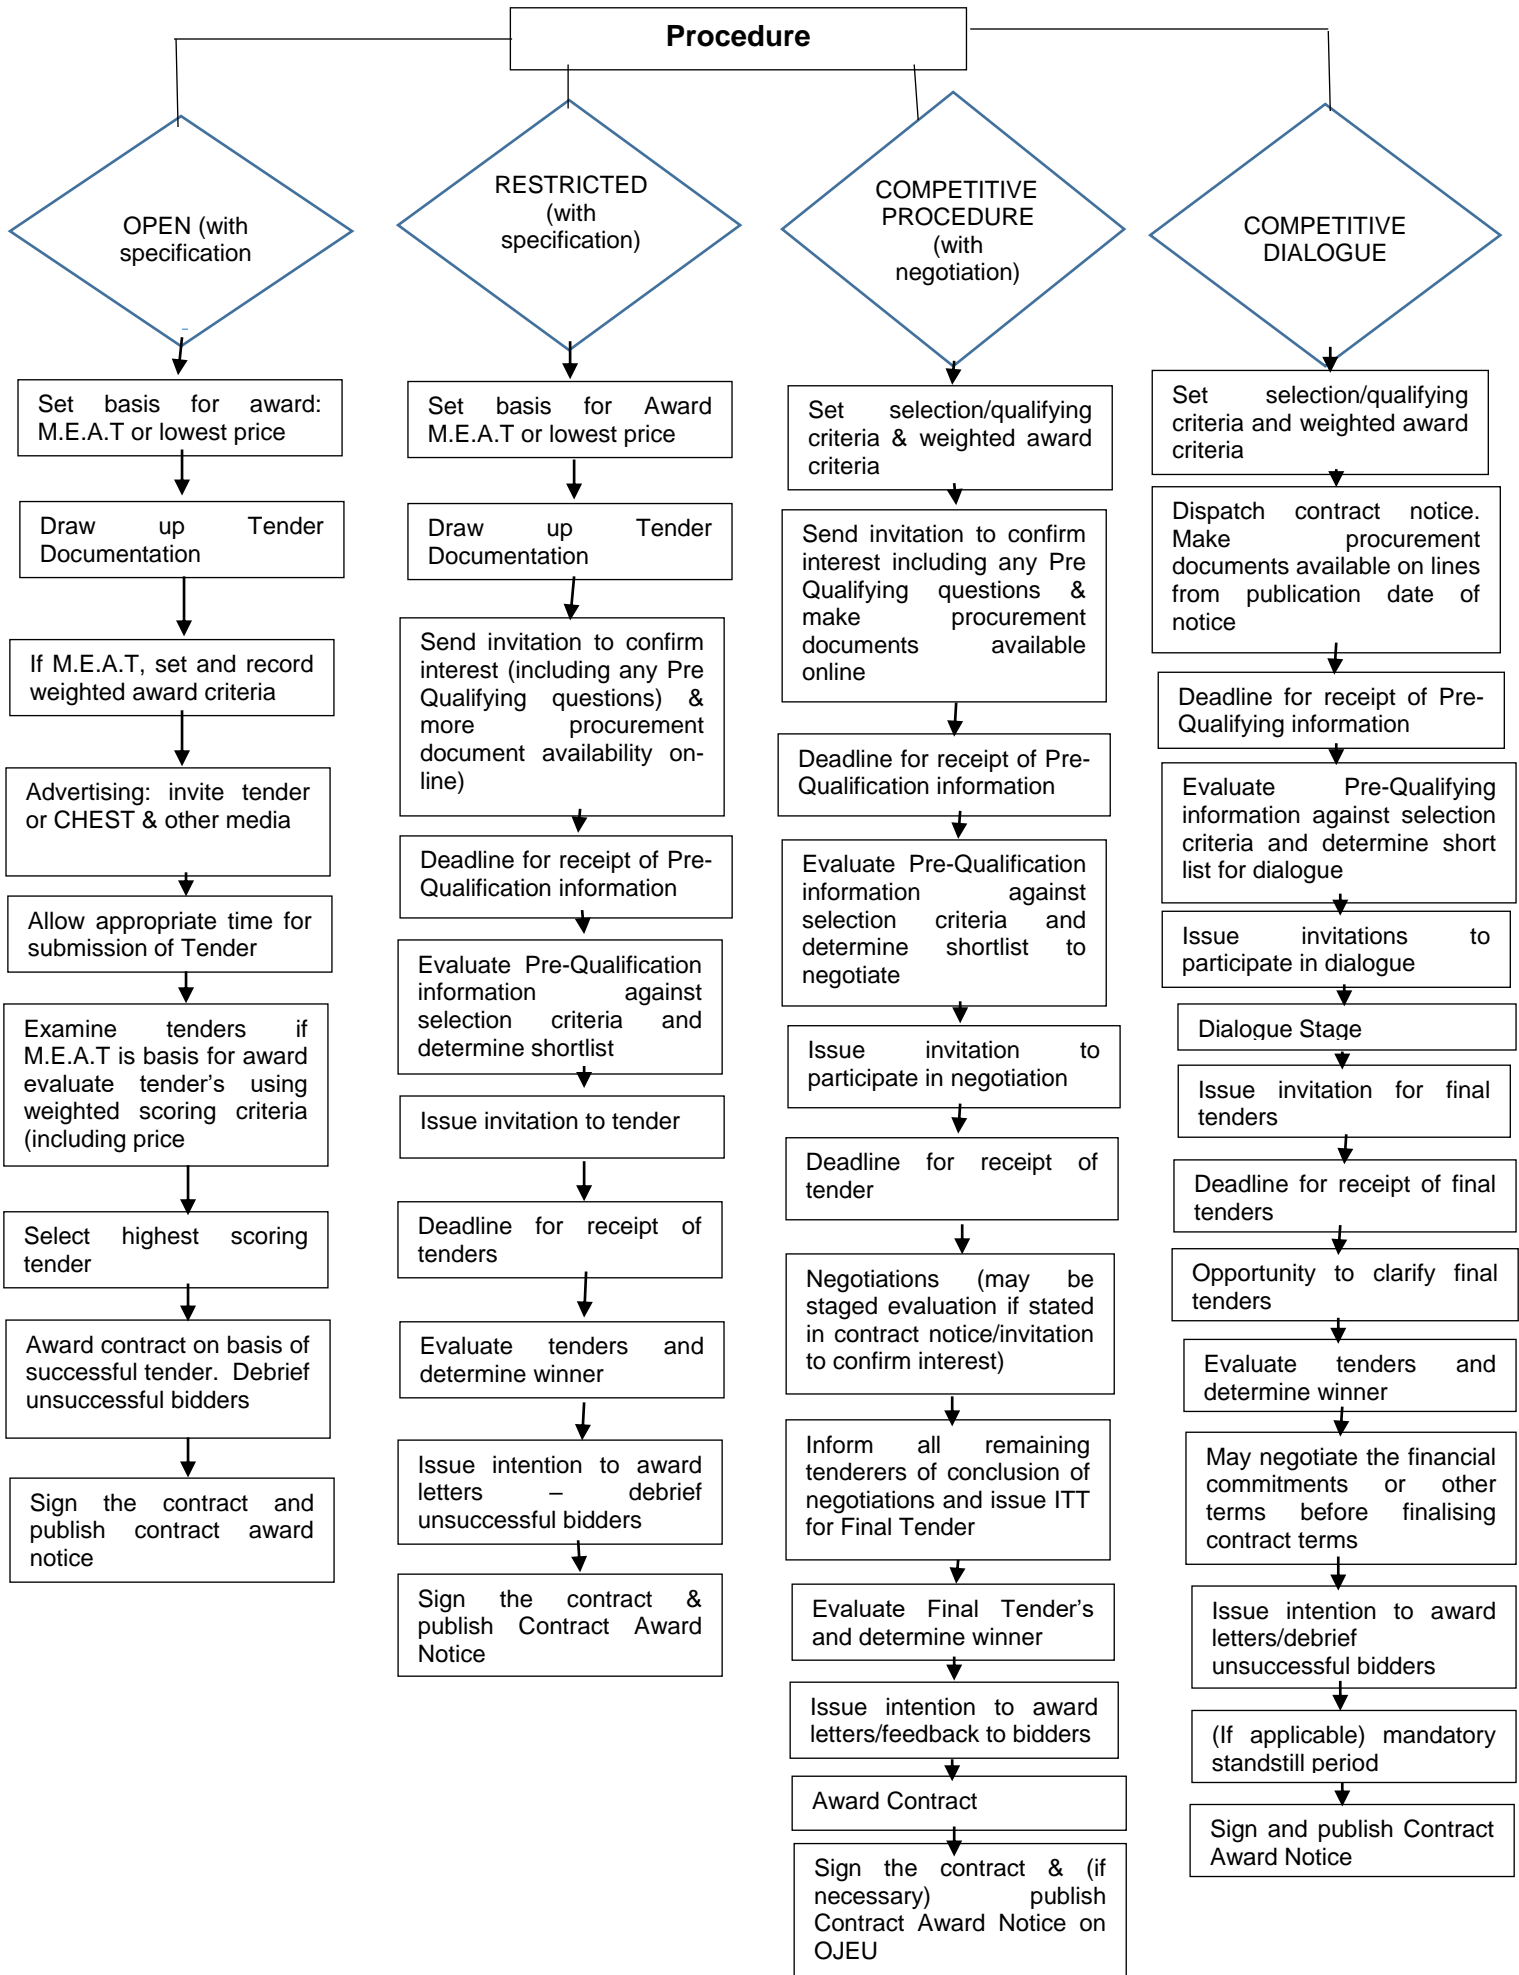 Procedure
OPEN (with
specification
Set basis for award:
M.E.A.T or lowest price
Draw up Tender
Documentation
If M.E.A.T, set and record
weighted award criteria
Advertising: invite tender
or CHEST & other media
Allow appropriate time for
submission of Tender
Examine tenders if
M.E.A.T is basis for award
evaluate tender's using
weighted scoring criteria
(including price
Select highest scoring
tender
Award contract on basis of
successful tender. Debrief
unsuccessful bidders
Sign the contract and
publish contract award
notice
RESTRICTED
(with
specification)
Set basis for Award
M.E.A.T or lowest price
Draw up Tender
Documentation
Send invitation to confirm
interest (including any Pre
Qualifying questions) &
more procurement
document availability on-
line)
Deadline for receipt of Pre-
Qualification information
Evaluate Pre-Qualification
information against
selection criteria and
determine shortlist
Issue invitation to tender
Deadline for receipt of
tenders
Evaluate tenders and
determine winner
Issue intention to award
letters – debrief
unsuccessful bidders
Sign the contract &
publish Contract Award
Notice
COMPETITIVE
PROCEDURE
(with
negotiation)
Set selection/qualifying
criteria & weighted award
criteria
Send invitation to confirm
interest including any Pre
Qualifying questions &
make procurement
documents available
online
Deadline for receipt of Pre-
Qualification information
Evaluate Pre-Qualification
information against
selection criteria and
determine shortlist to
negotiate
Issue invitation to
participate in negotiation
Deadline for receipt of
tender
Negotiations (may be
staged evaluation if stated
in contract notice/invitation
to confirm interest)
Inform all remaining
tenderers of conclusion of
negotiations and issue ITT
for Final Tender
Evaluate Final Tender's
and determine winner
Issue intention to award
letters/feedback to bidders
Award Contract
Sign the contract & (if
necessary) publish
Contract Award Notice on
OJEU
COMPETITIVE
DIALOGUE
Set selection/qualifying
criteria and weighted award
criteria
Dispatch contract notice.
Make procurement
documents available on lines
from publication date of
notice
Deadline for receipt of Pre-
Qualifying information
Evaluate Pre-Qualifying
information against selection
criteria and determine short
list for dialogue
Issue invitations to
participate in dialogue
Dialogue Stage
Issue invitation for final
tenders
Deadline for receipt of final
tenders
Opportunity to clarify final
tenders
Evaluate tenders and
determine winner
May negotiate the financial
commitments or other
terms before finalising
contract terms
Issue intention to award
letters/debrief
unsuccessful bidders
(If applicable) mandatory
standstill period
Sign and publish Contract
Award Notice